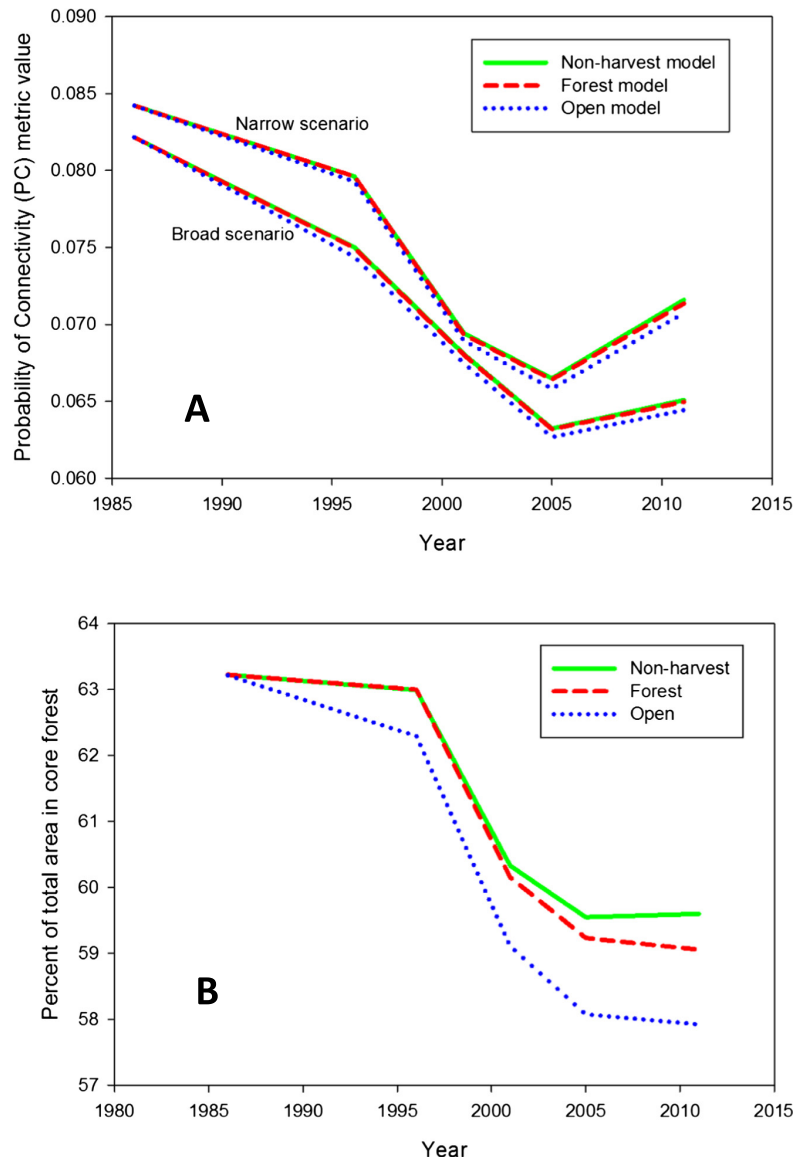 0.090
0.085
0.080
0.075
0.070
0.065
0.060
Probability of Connectivity (PC) metric value
Non-harvest model
Forest model
Open model
Narrow scenario
Broad scenario
A
1985 1990 1995 2000 2005 2010 2015
Year
64
63
62
61
60
59
58
57
Percent of total area in core forest
Non-harvest
Forest
Open
B
1980 1985 1990 1995 2000 2005 2010 2015
Year